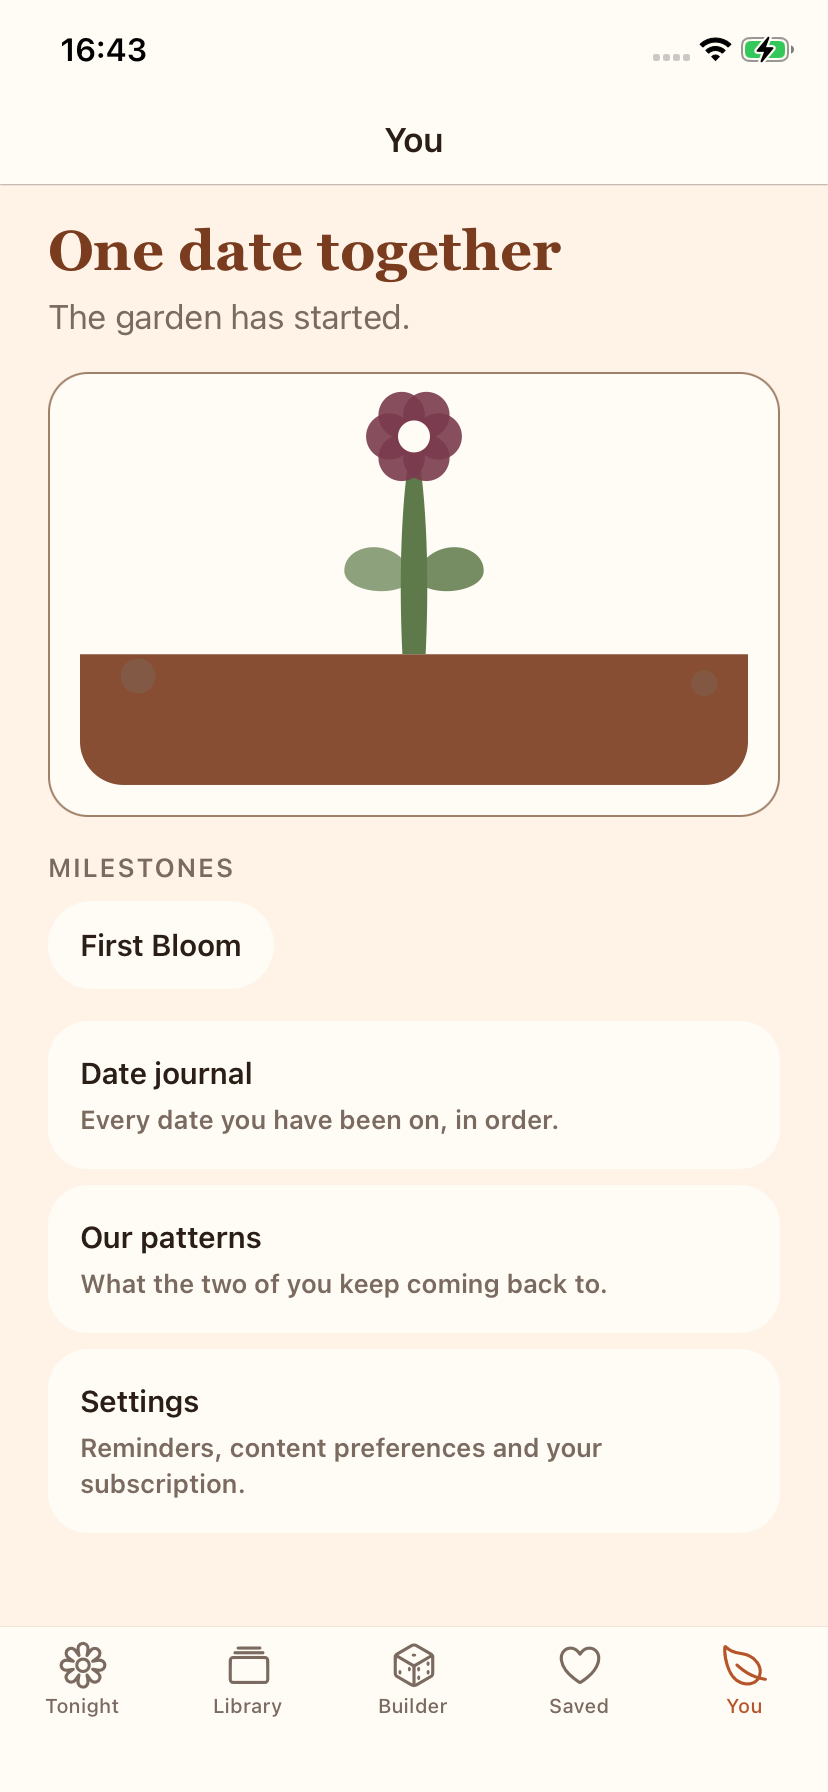 16:43
You
One date together
The garden has started.
MILESTONES
First Bloom
Date journal
Every date you have been on, in order.
Our patterns
What the two of you keep coming back to.
Settings
Reminders, content preferences and your
subscription.
Tonight
Library
Builder
Saved
You